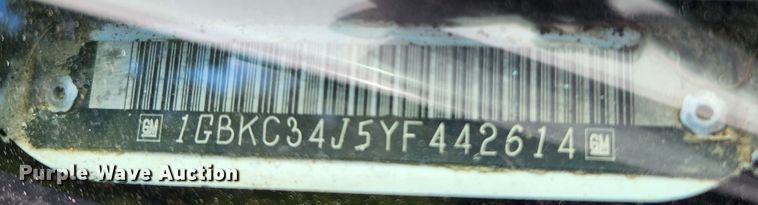 GM 1GBKC34J5YF442614 GM
Purple Wave Auction